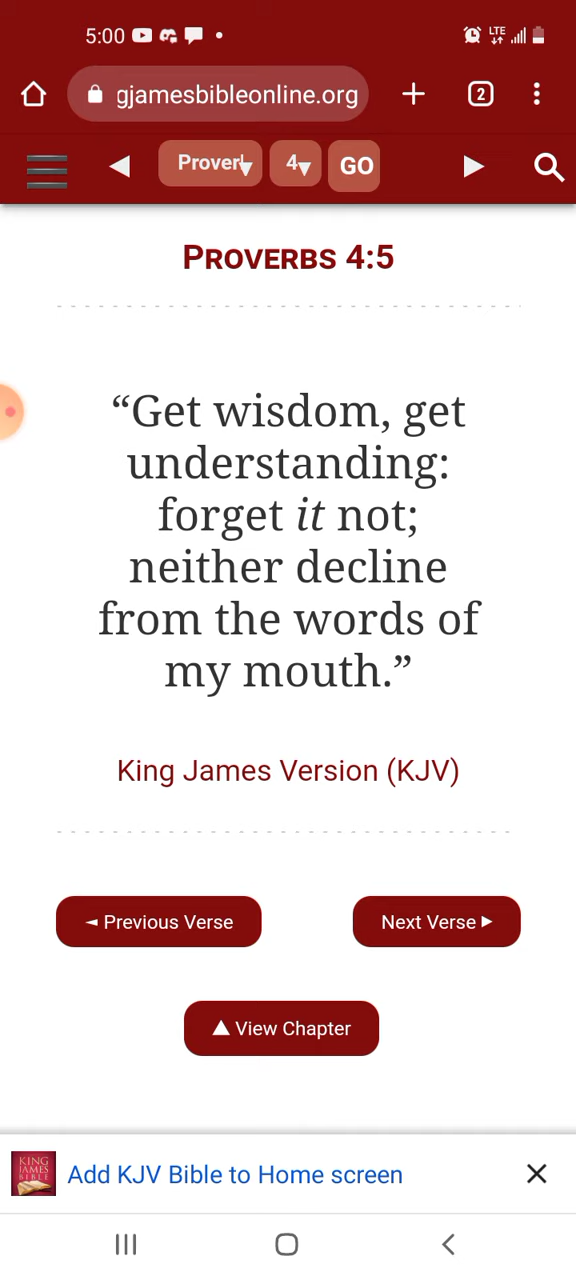 5:00
LTE
gjamesbibleonline.org
2
Prover
4
GO
PROVERBS 4:5
“Get wisdom, get
understanding:
forget it not;
neither decline
from the words of
my mouth.”
King James Version (KJV)
◄ Previous Verse
Next Verse ►
▲ View Chapter
KING
JAMES
BIBLE
Add KJV Bible to Home screen